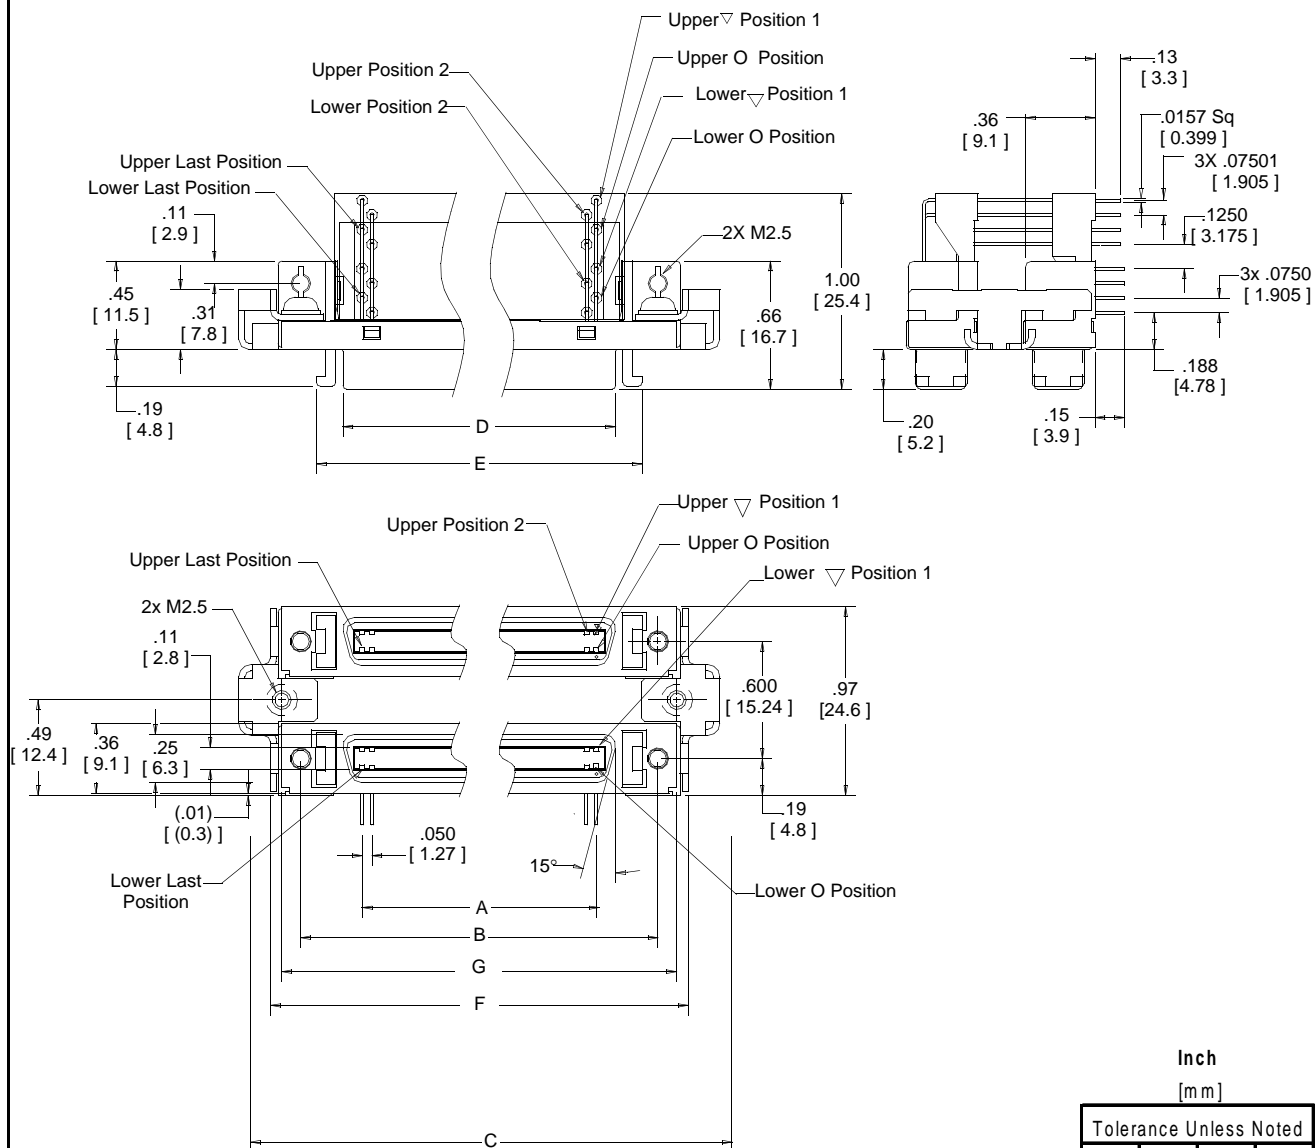 Upper ▽ Position 1
Upper O Position
Upper Position 2
Lower ▽ Position 1
Lower Position 2
Lower O Position
Upper Last Position
Lower Last Position
.11
[ 2.9 ]
2X M2.5
.45
[ 11.5 ]
.31
[ 7.8 ]
1.00
[ 25.4 ]
.66
[ 16.7 ]
.19
[ 4.8 ]
D
E
.13
[ 3.3 ]
.36
[ 9.1 ]
.0157 Sq
[ 0.399 ]
3X .07501
[ 1.905 ]
.1250
[ 3.175 ]
3x .0750
[ 1.905 ]
.188
[4.78 ]
.20
[ 5.2 ]
.15
[ 3.9 ]
Upper ▽ Position 1
Upper Position 2
Upper O Position
Upper Last Position
Lower ▽ Position 1
2x M2.5
.11
[ 2.8 ]
.600
[ 15.24 ]
.97
[24.6 ]
.49
[ 12.4 ]
.36
[ 9.1 ]
.25
[ 6.3 ]
(.01)
[ (0.3) ]
.19
[ 4.8 ]
.050
[ 1.27 ]
15°
Lower Last
Position
Lower O Position
A
B
G
F
C
Inch
[mm]
Tolerance Unless Noted